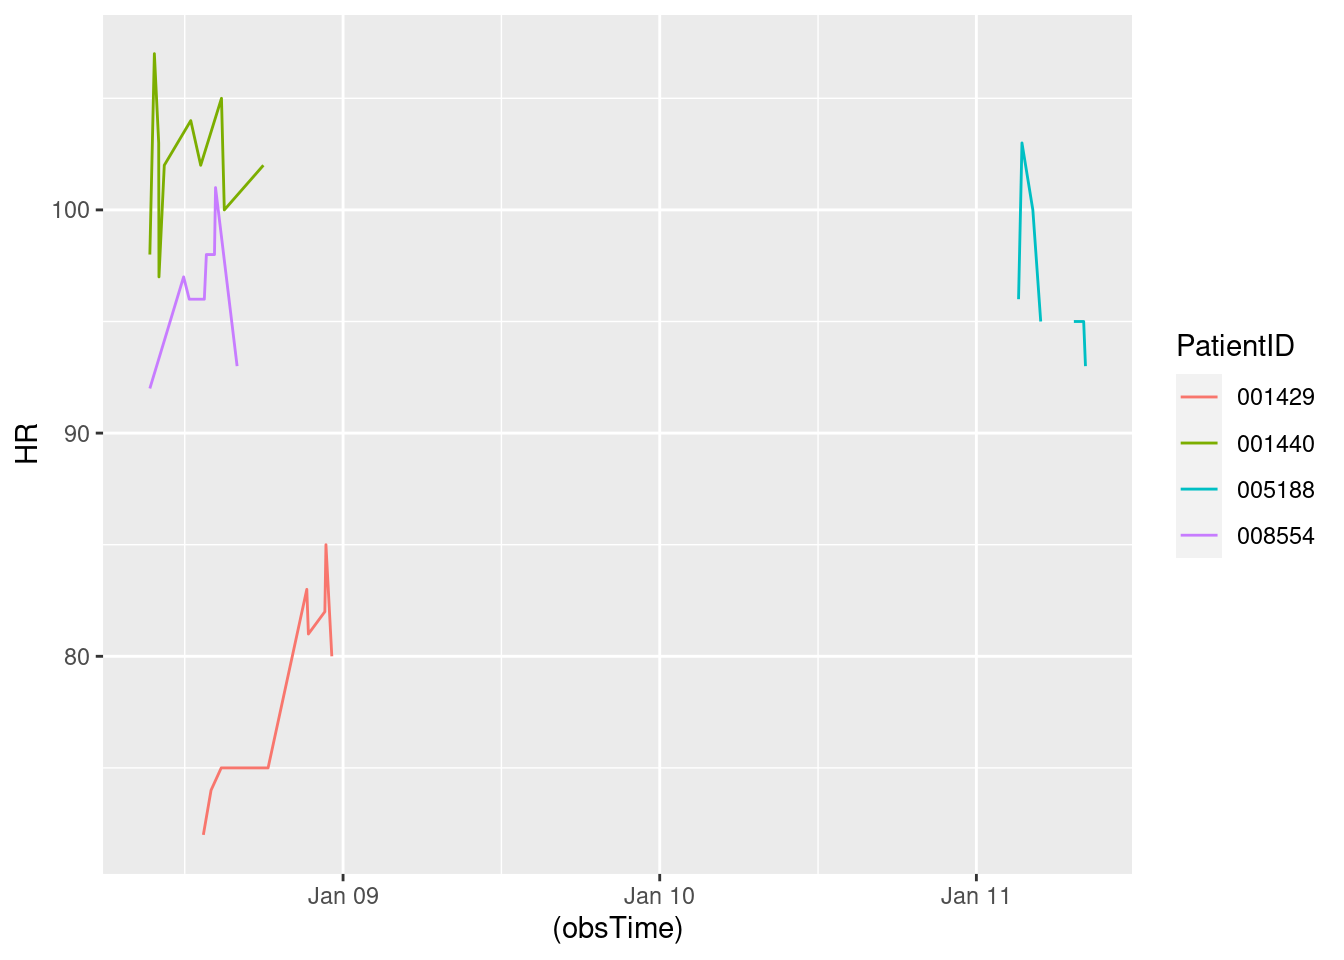 100
90
80
HR
Jan 09
Jan 10
Jan 11
(obsTime)
PatientID
001429
001440
005188
008554